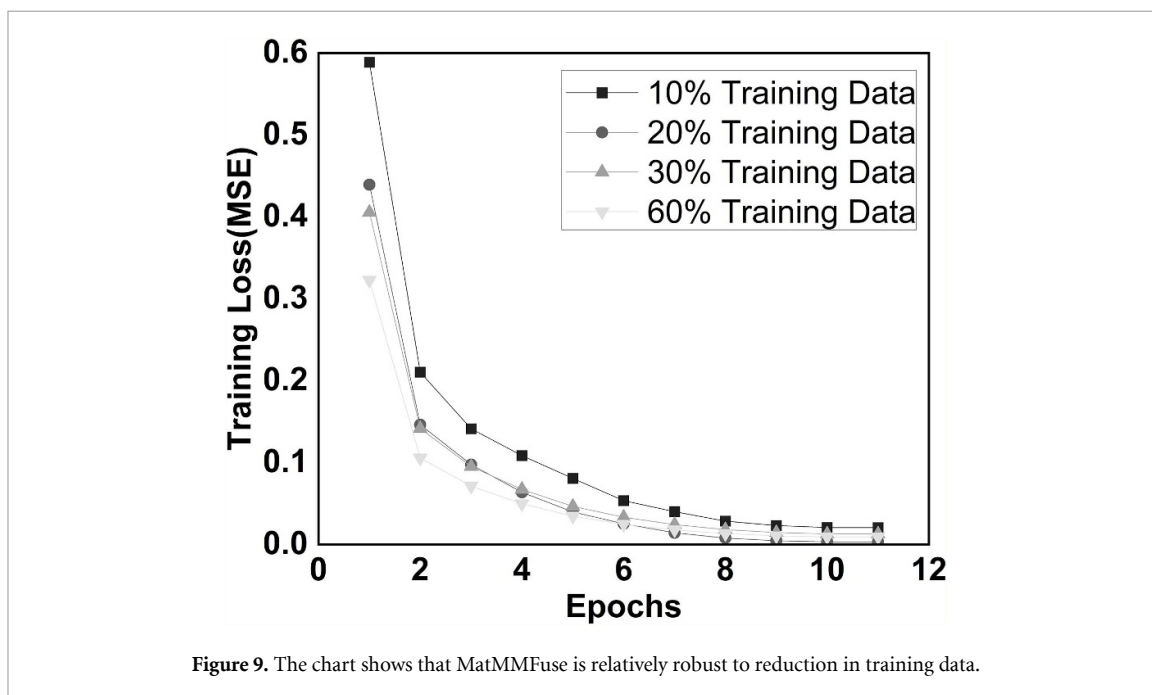 0.6
0.5
0.4
0.3
0.2
0.1
0.0
Training Loss(MSE)
10% Training Data
20% Training Data
30% Training Data
60% Training Data
0 2 4 6 8 10 12
Epochs
Figure 9. The chart shows that MatMMFuse is relatively robust to reduction in training data.